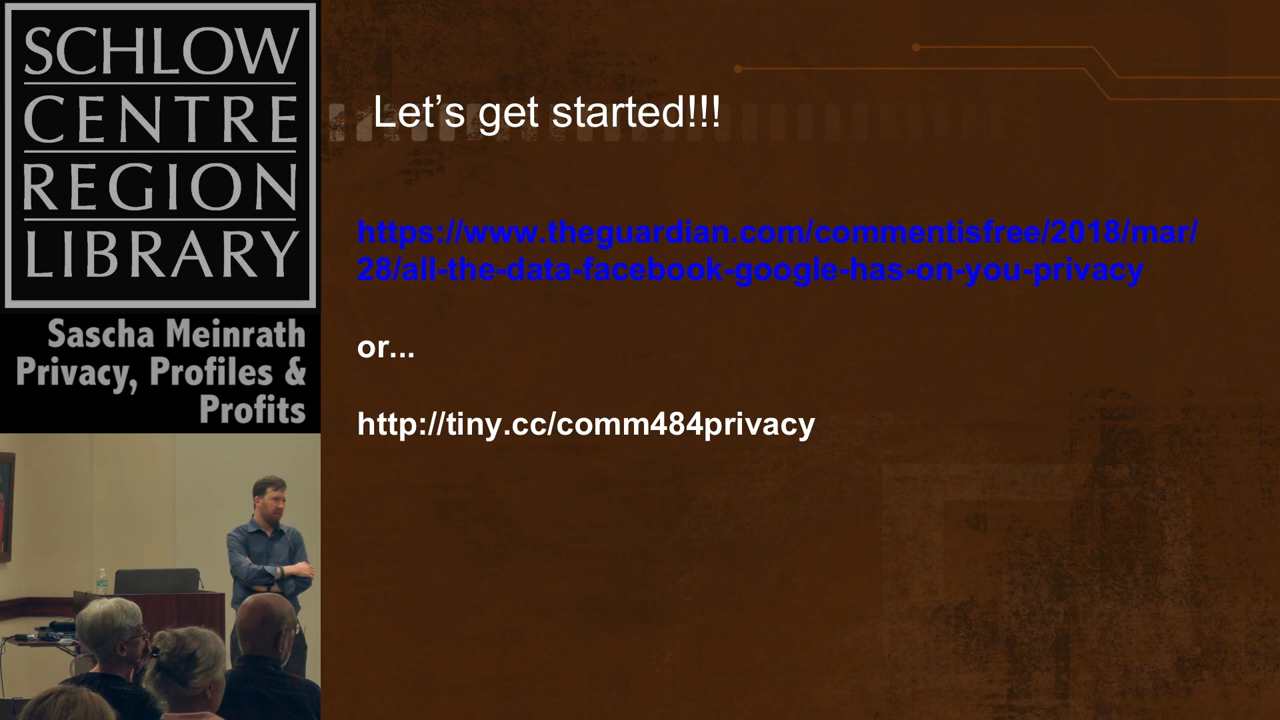 SCHLOW
CENTRE
REGION
LIBRARY
Sascha Meinrath
Privacy, Profiles &
Profits
Let's get started!!!
https://www.theguardian.com/commentisfree/2018/mar/
28/all-the-data-facebook-google-has-on-you-privacy
or...
http://tiny.cc/comm484privacy